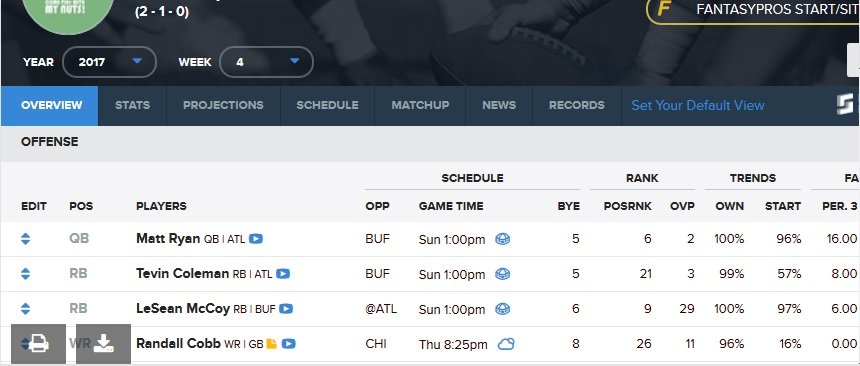 MY NUTS!
(2 - 1 - 0)
F FANTASYPROS START/SIT
YEAR 2017 WEEK 4
OVERVIEW STATS PROJECTIONS SCHEDULE MATCHUP NEWS RECORDS Set Your Default View
OFFENSE
SCHEDULE RANK TRENDS FA
EDIT POS PLAYERS OPP GAME TIME BYE POSRNK OVP OWN START PER. 3
QB Matt Ryan QB | ATL BUF Sun 1:00pm 5 6 2 100% 96% 16.00
RB Tevin Coleman RB | ATL BUF Sun 1:00pm 5 21 3 99% 57% 8.00
RB LeSean McCoy RB | BUF @ATL Sun 1:00pm 6 9 29 100% 97% 6.00
WR Randall Cobb WR | GB CHI Thu 8:25pm 8 26 11 96% 16% 0.00